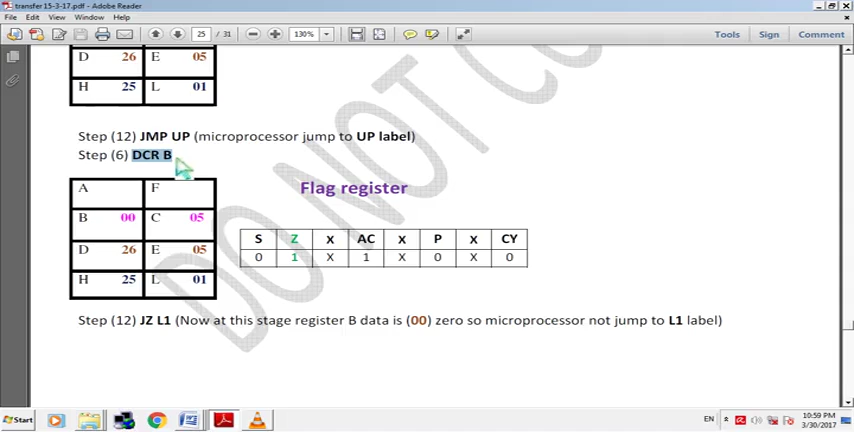 transfer 15-3-17.pdf - Adobe Reader
File Edit View Window Help
25 / 31 130% Tools Sign Comment
D 26 E 05
H 25 L 01
Step (12) JMP UP (microprocessor jump to UP label)
Step (6) DCR B
A F
B 00 C 05
D 26 E 05
H 25 L 01
Flag register
S Z X AC X P X CY
0 1 X 1 X 0 X 0
Step (12) JZ L1 (Now at this stage register B data is (00) zero so microprocessor not jump to L1 label)
DO NOT CO
Start
EN
10:59 PM
3/30/2017